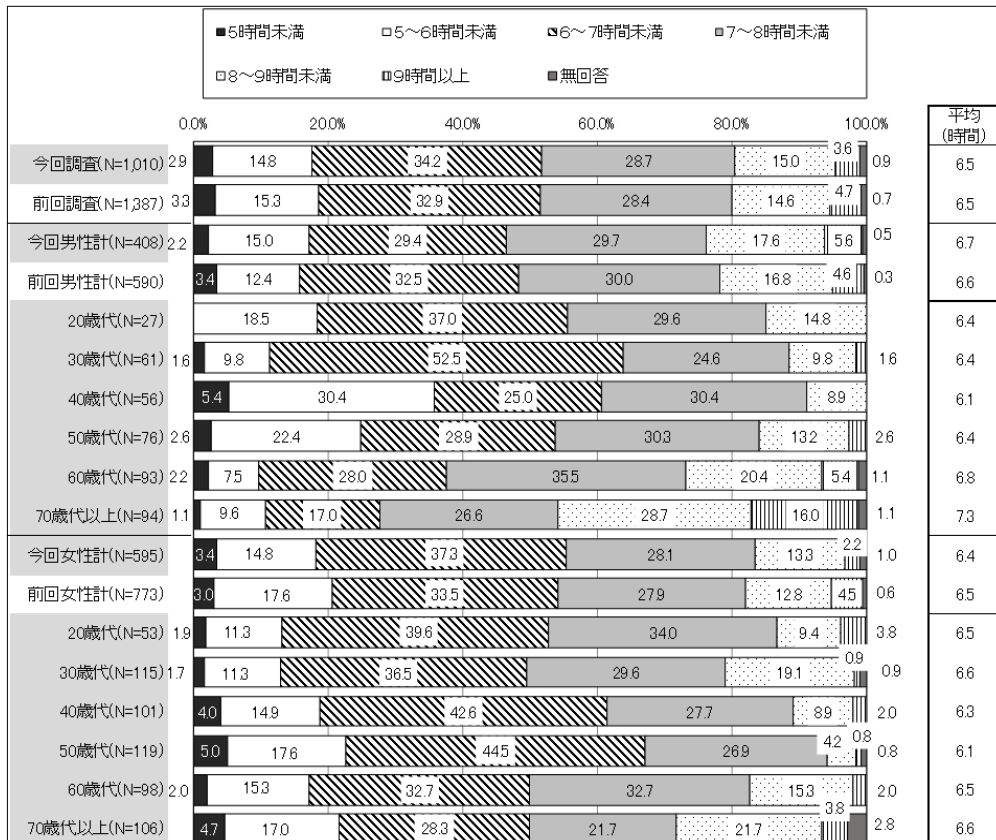 ■5時間未満 □5～6時間未満 6～7時間未満 7～8時間未満
8～9時間未満 9時間以上 ■無回答
0.0% 20.0% 40.0% 60.0% 80.0% 100.0% 平均
(時間)
今回調査(N=1,010) 2.9 14.8 34.2 28.7 15.0 3.6 0.9 6.5
前回調査(N=1,387) 3.3 15.3 32.9 28.4 14.6 4.7 0.7 6.5
今回男性計(N=408) 2.2 15.0 29.4 29.7 17.6 5.6 0.5 6.7
前回男性計(N=590) 3.4 12.4 32.5 30.0 16.8 4.6 0.3 6.6
20歳代(N=27) 18.5 37.0 29.6 14.8 6.4
30歳代(N=61) 1.6 9.8 52.5 24.6 9.8 1.6 6.4
40歳代(N=56) 5.4 30.4 25.0 30.4 8.9 6.1
50歳代(N=76) 2.6 22.4 28.9 30.3 13.2 2.6 6.4
60歳代(N=93) 2.2 7.5 28.0 35.5 20.4 5.4 1.1 6.8
70歳代以上(N=94) 1.1 9.6 17.0 26.6 28.7 16.0 1.1 7.3
今回女性計(N=595) 3.4 14.8 37.3 28.1 13.3 2.2 1.0 6.4
前回女性計(N=773) 3.0 17.6 33.5 27.9 12.8 4.5 0.6 6.5
20歳代(N=53) 1.9 11.3 39.6 34.0 9.4 3.8 6.5
30歳代(N=115) 1.7 11.3 36.5 29.6 19.1 0.9 0.9 6.6
40歳代(N=101) 4.0 14.9 42.6 27.7 8.9 2.0 6.3
50歳代(N=119) 5.0 17.6 44.5 26.9 4.2 0.8 0.8 6.1
60歳代(N=98) 2.0 15.3 32.7 32.7 15.3 2.0 6.5
70歳代以上(N=106) 4.7 17.0 28.3 21.7 21.7 3.8 2.8 6.6